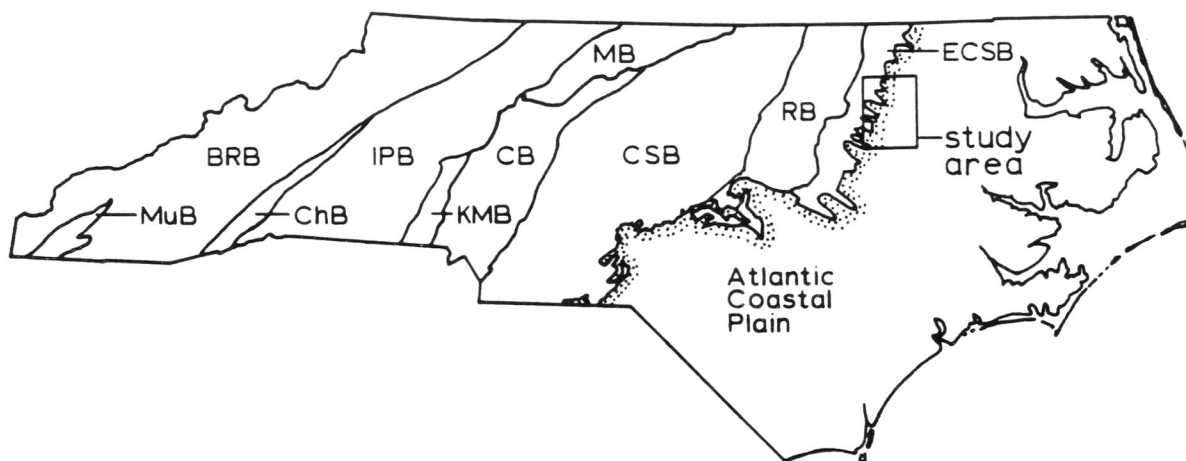 MB
ECSB
RB
BRB
IPB
CB
CSB
study
area
MuB
ChB
KMB
Atlantic
Coastal
Plain